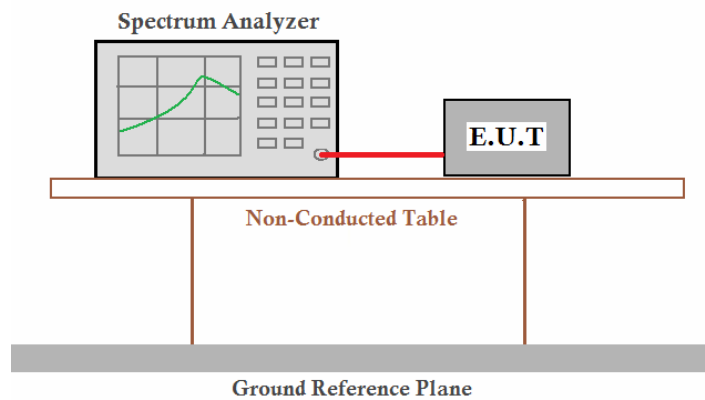 Spectrum Analyzer
E.U.T
Non-Conducted Table
Ground Reference Plane